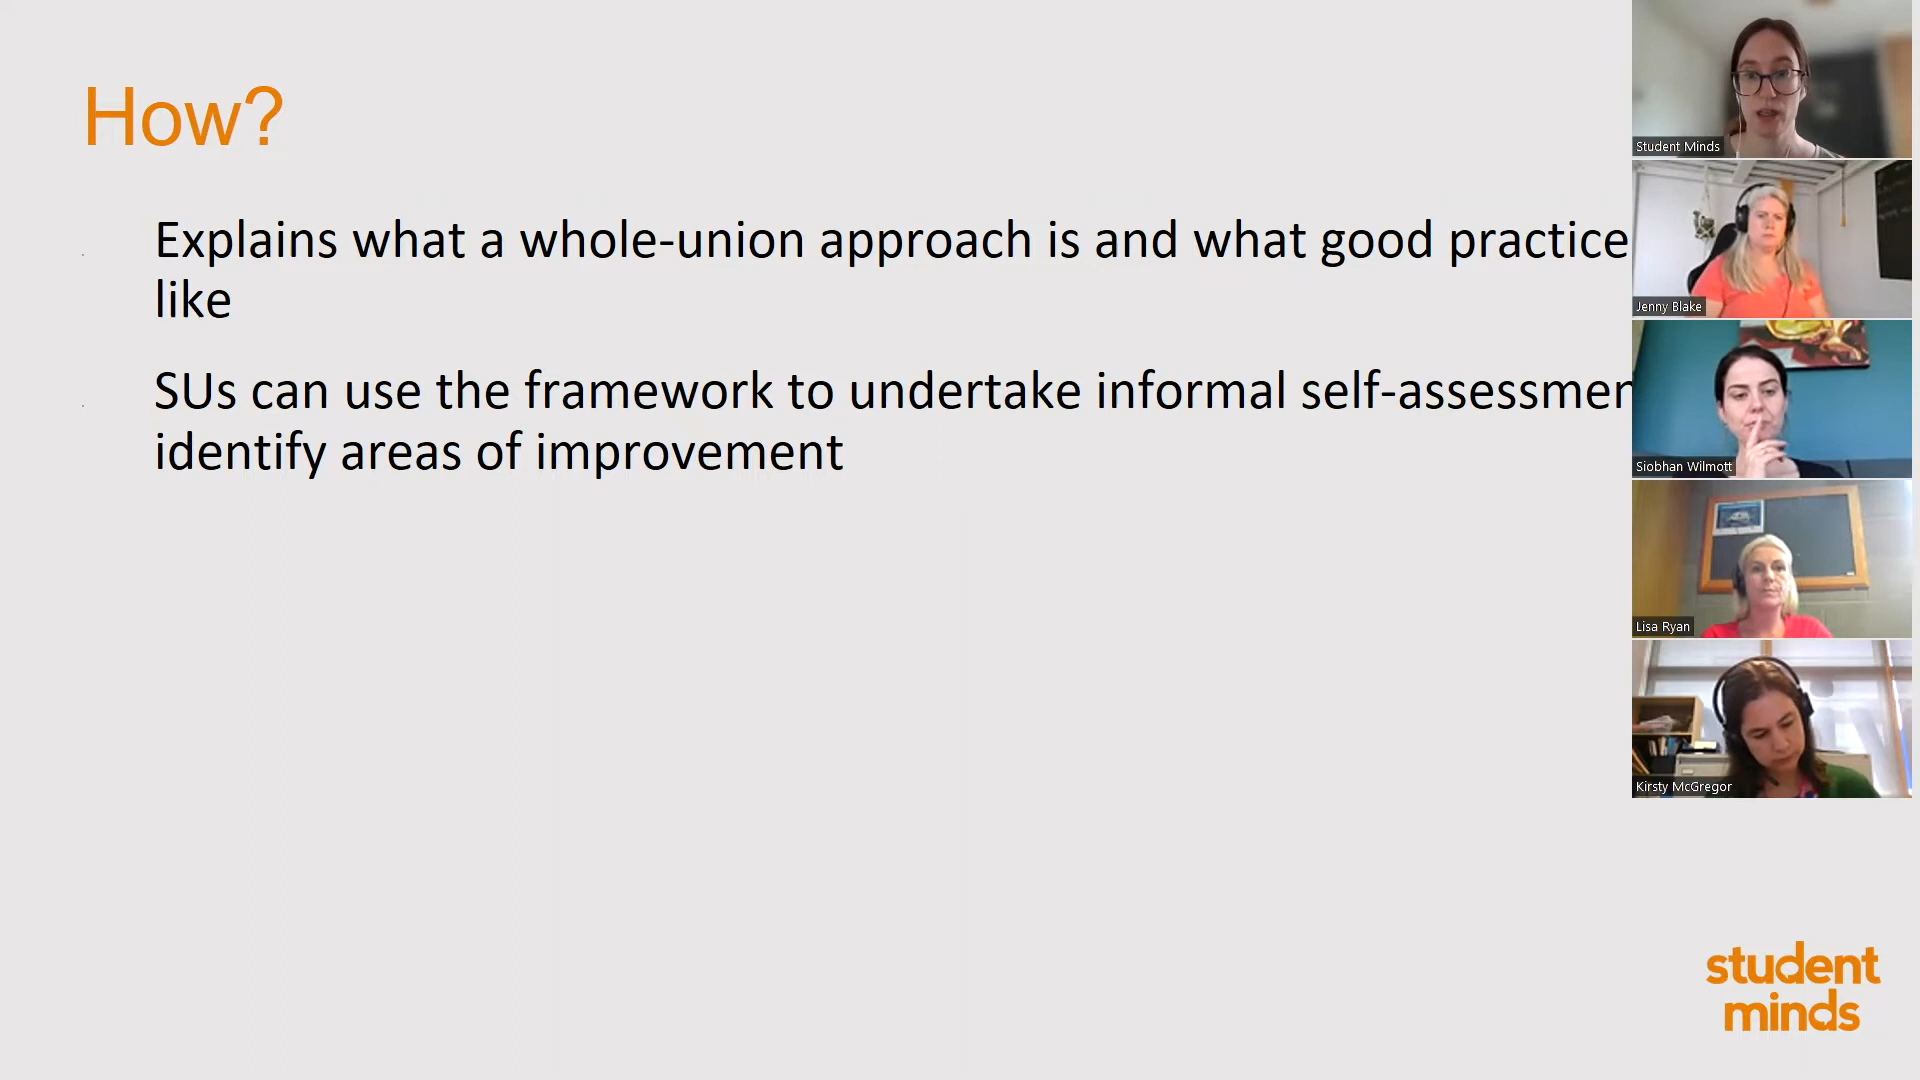 How?
Explains what a whole-union approach is and what good practice
like
SUs can use the framework to undertake informal self-assessmen
identify areas of improvement
Student Minds
Jenny Blake
Siobhan Wilmott
Lisa Ryan
Kirsty McGregor
student
minds